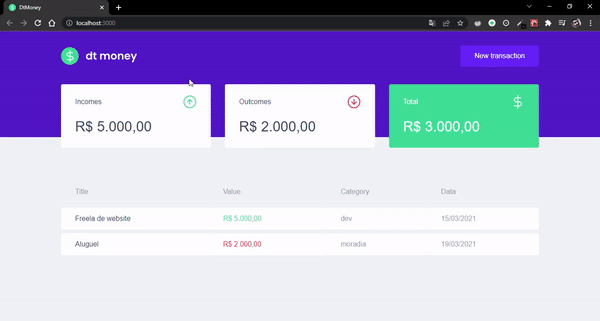 DtMoney
localhost:3000
dt money
New transaction
Incomes
Outcomes
Total
R$ 5.000,00
R$ 2.000,00
R$ 3.000,00
Title Value Category Data
Freela de website R$ 5.000,00 dev 15/03/2021
Aluguel R$ 2.000,00 moradia 19/03/2021